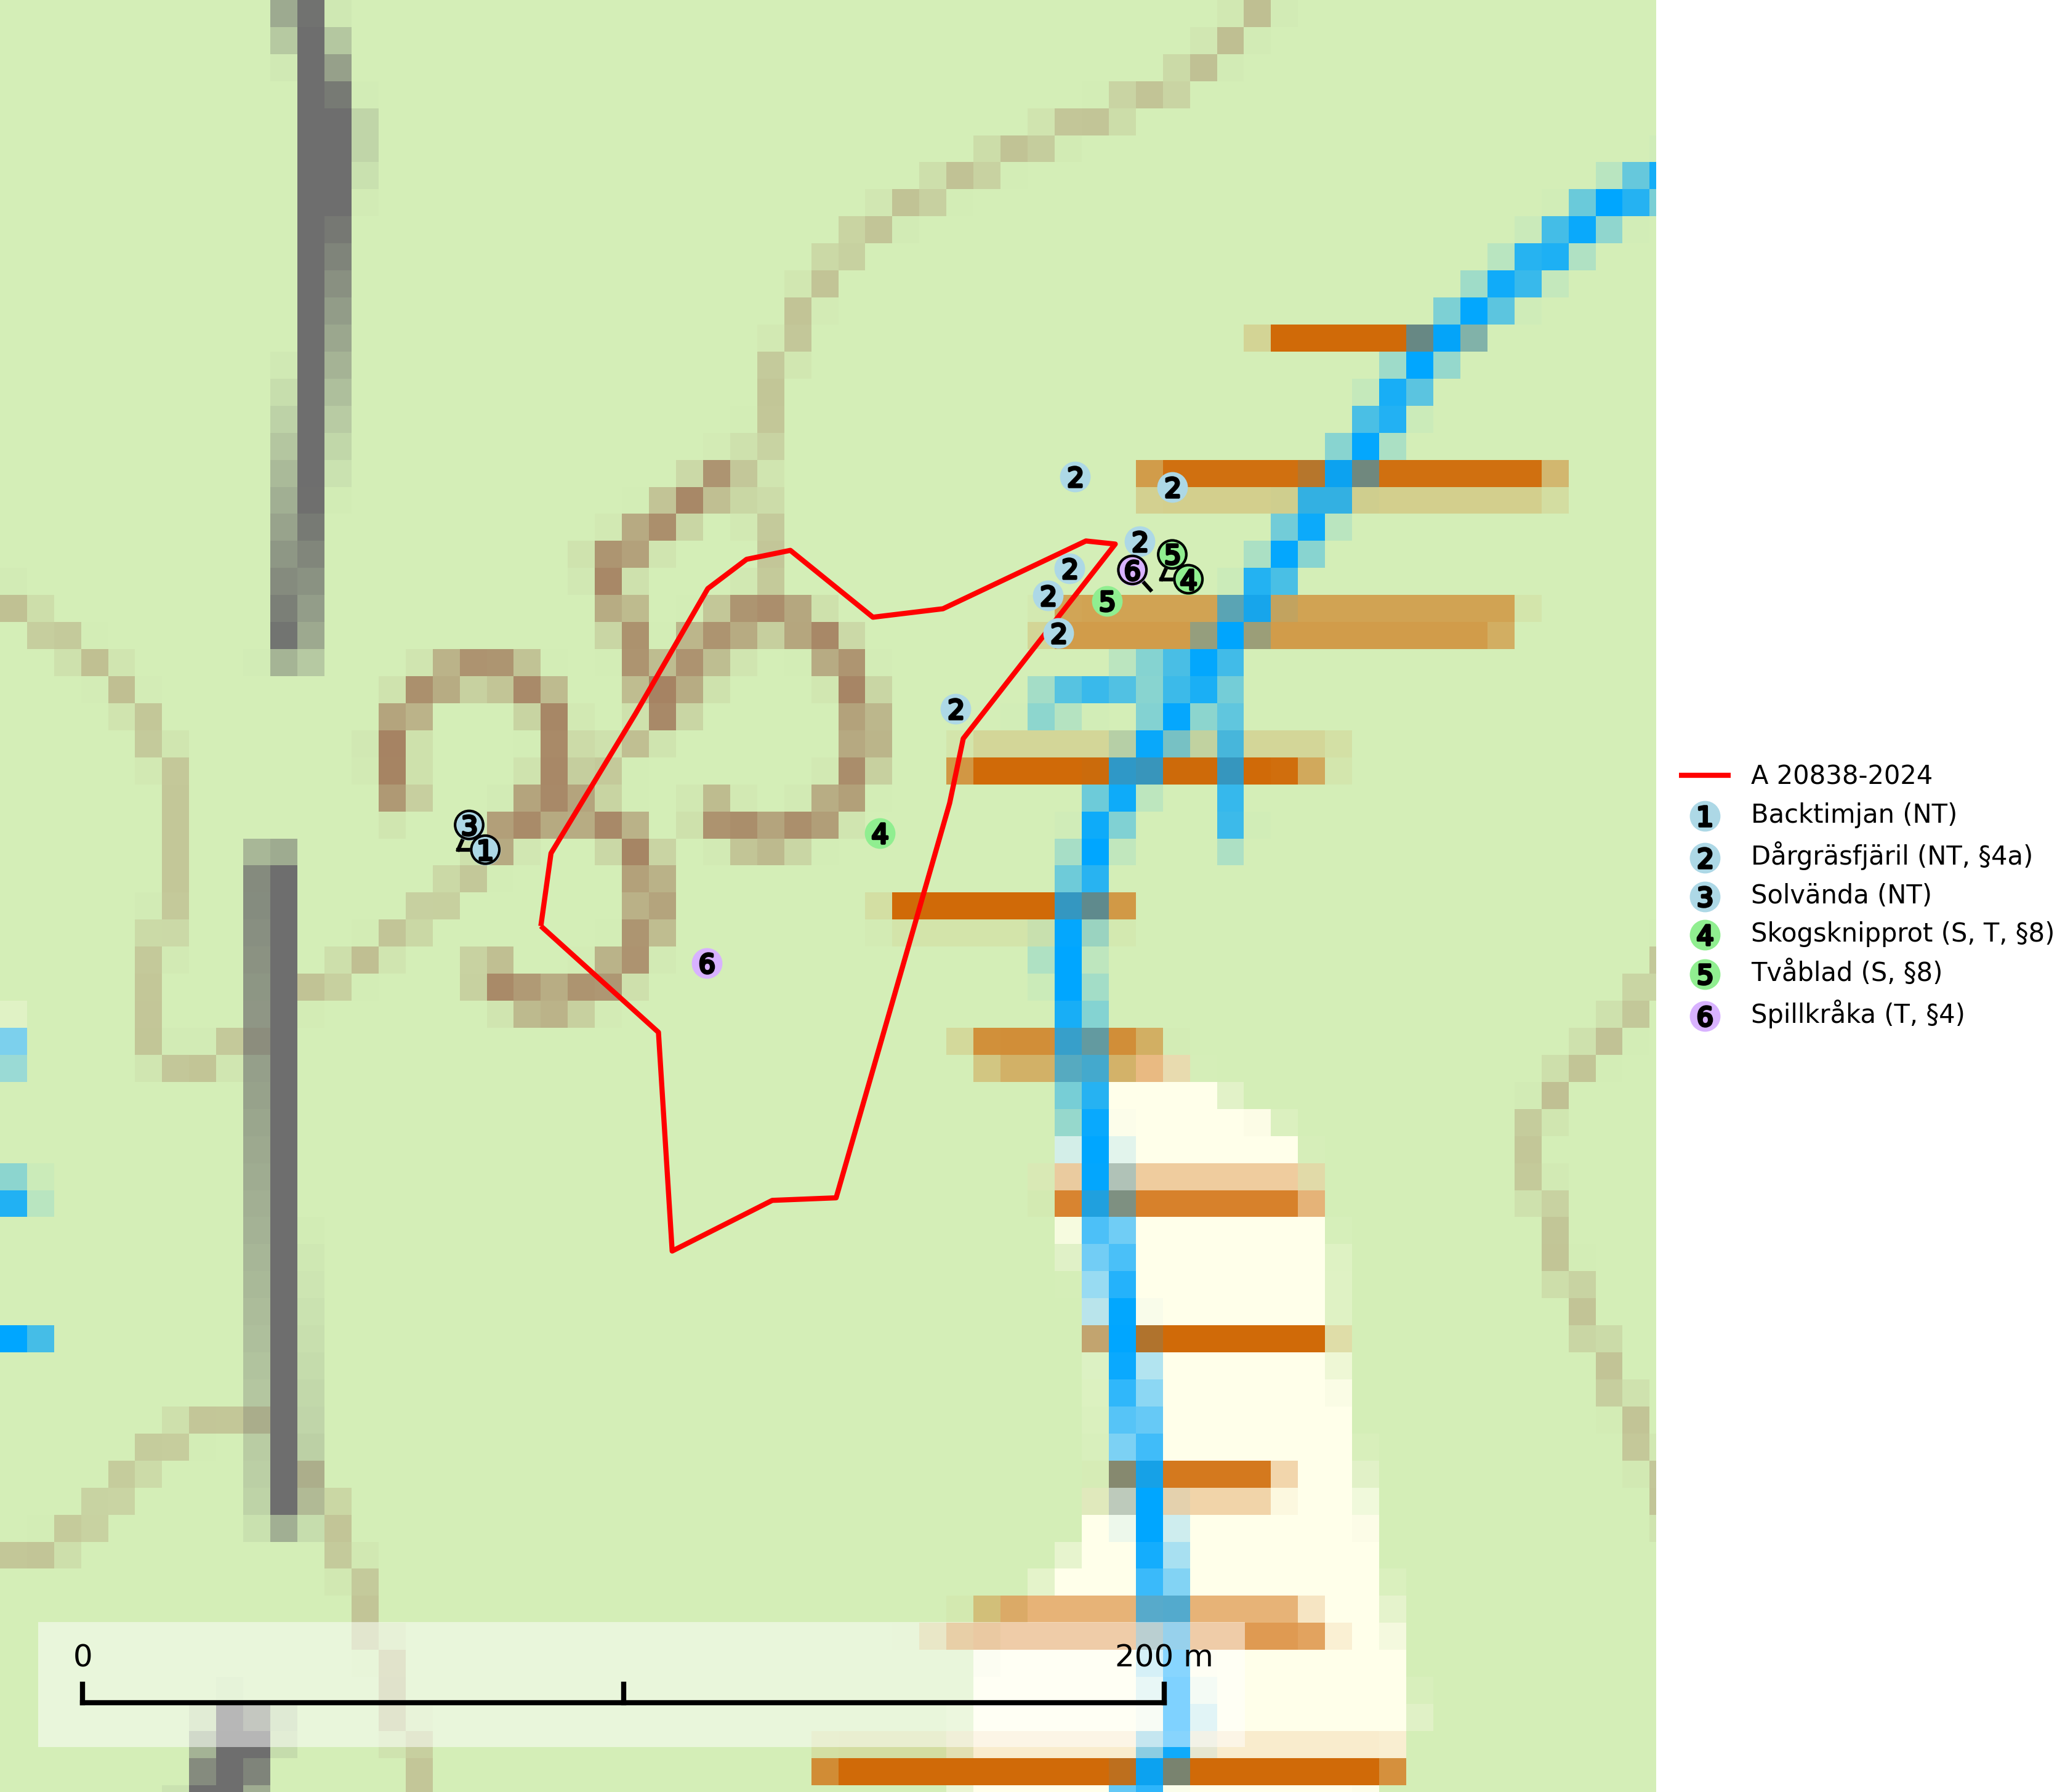 2
2
2
5
2
6
4
2
5
2
2
3
4
1
6
A 20838-2024
1 Backtimjan (NT)
2 Dårgräsfjäril (NT, §4a)
3 Solvända (NT)
4 Skogsknipprot (S, T, §8)
5 Tvåblad (S, §8)
6 Spillkråka (T, §4)
0 200 m